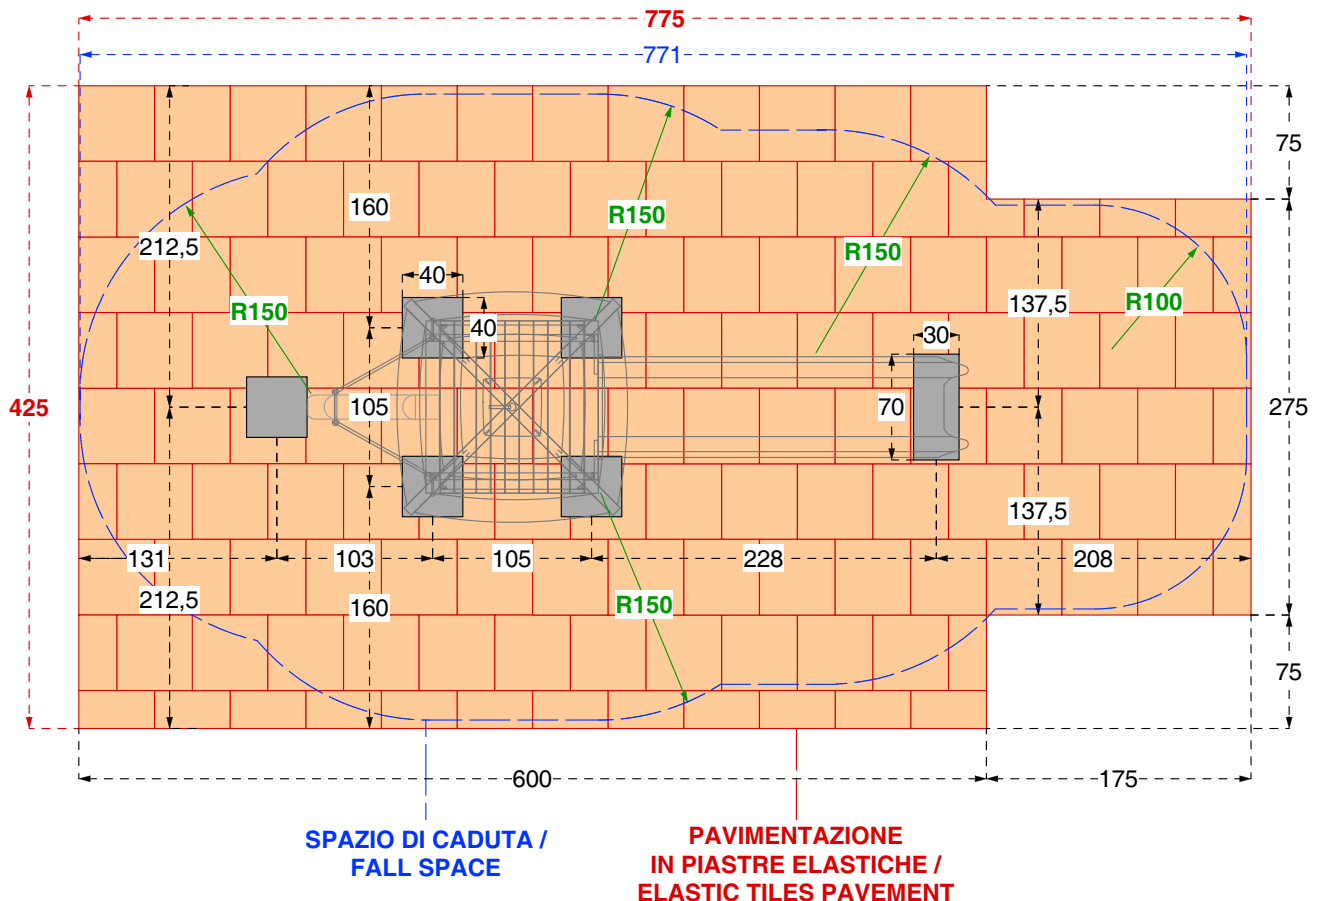 775
771
75
160
R150
212,5
R150
40
R150
137,5
R100
40
30
425
105
70
275
137,5
131
103
105
228
208
212,5
160
R150
75
600
175
SPAZIO DI CADUTA /
FALL SPACE
PAVIMENTAZIONE
IN PIASTRE ELASTICHE /
ELASTIC TILES PAVEMENT